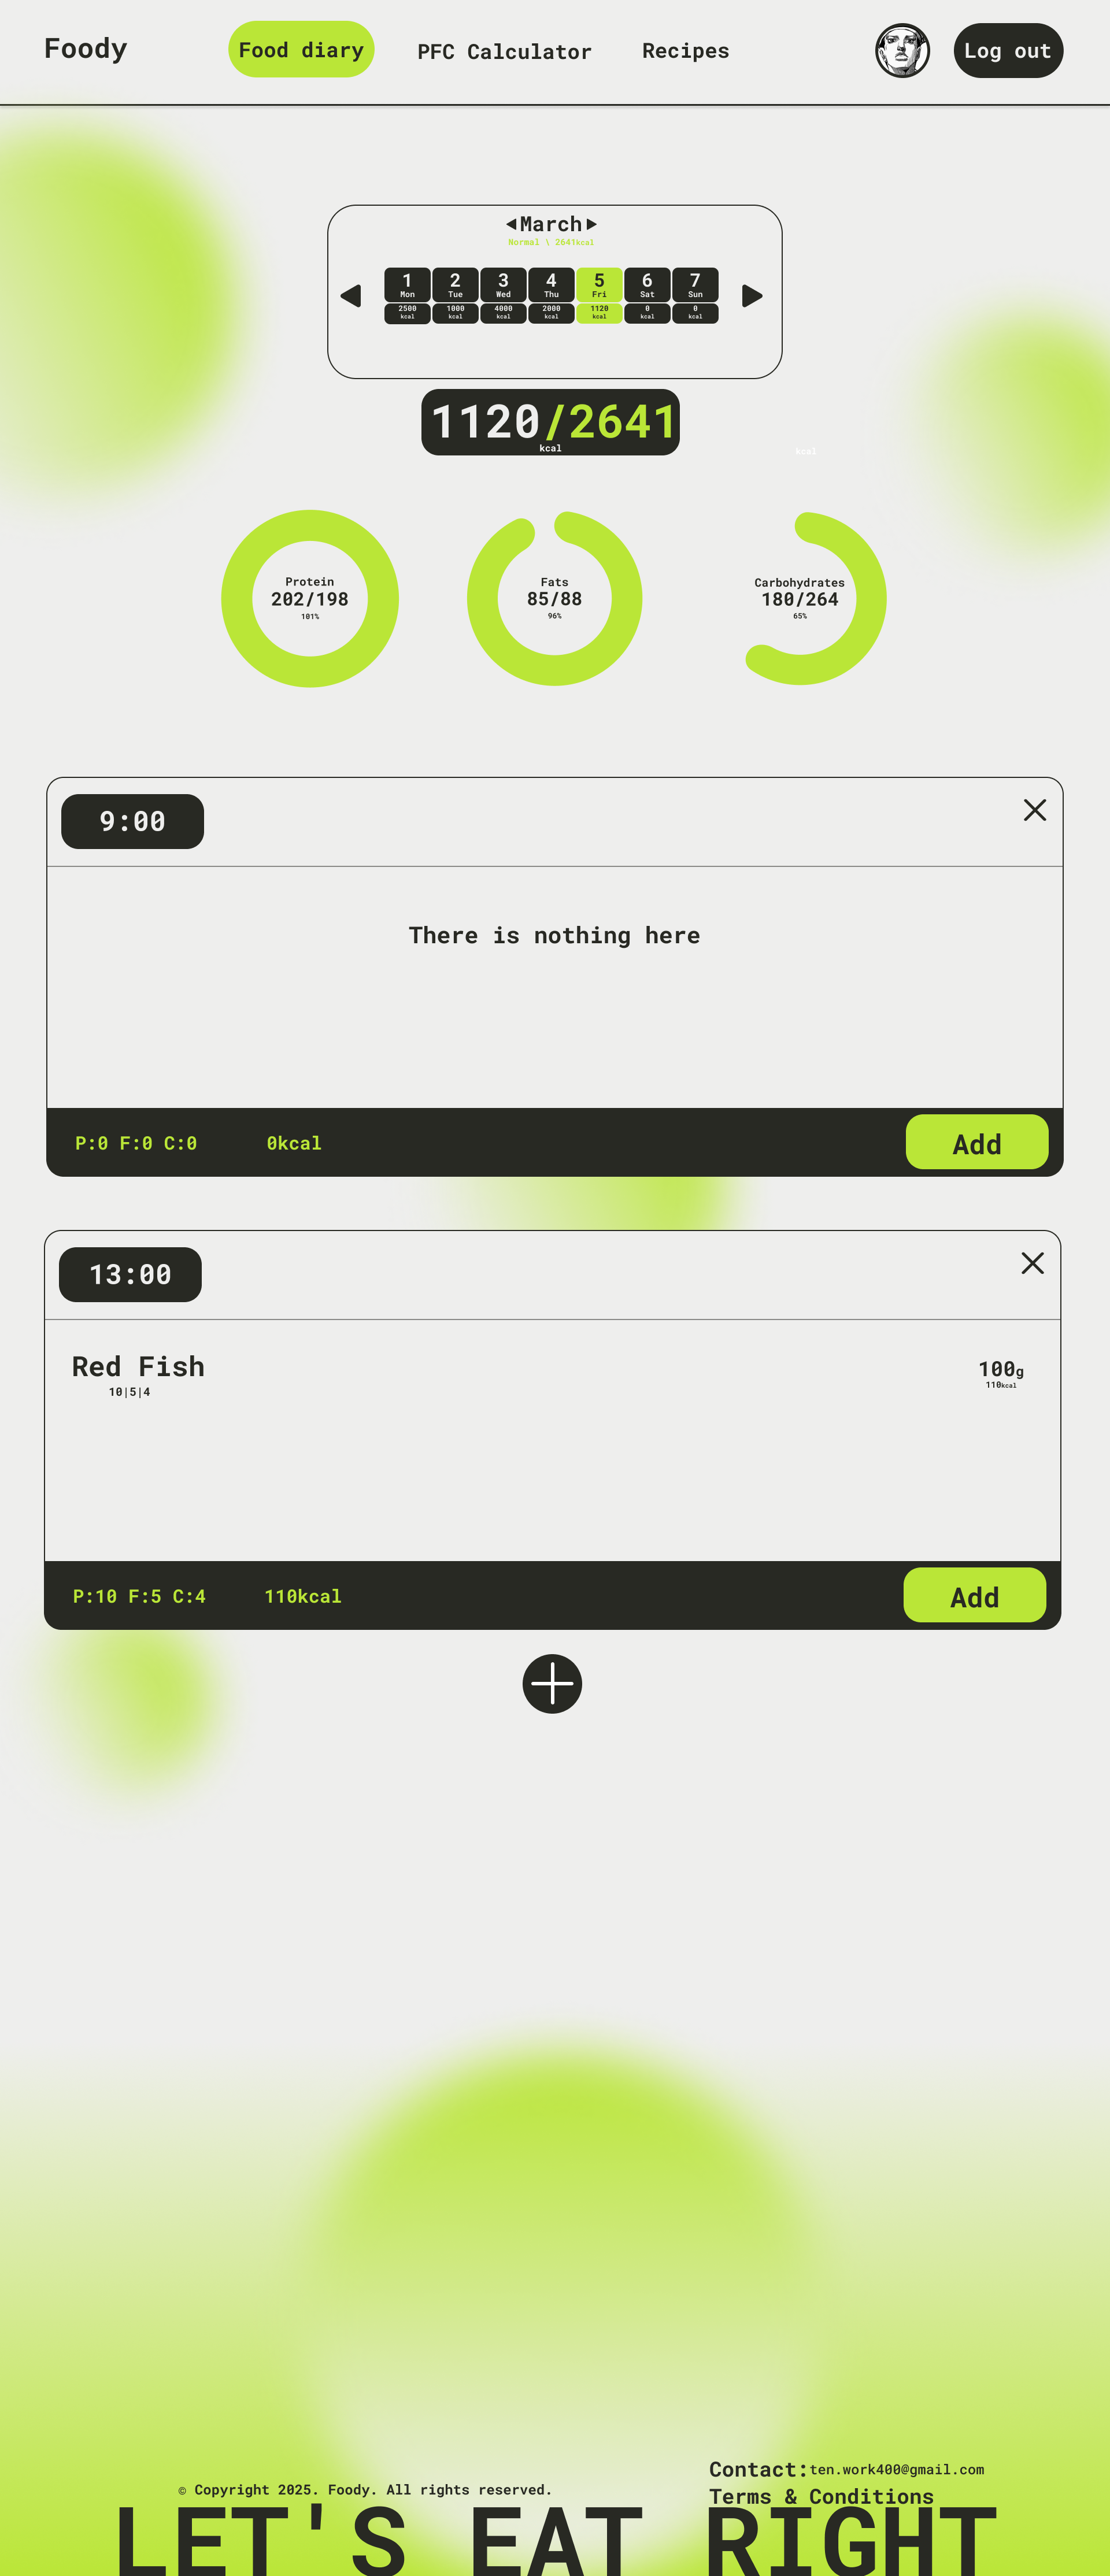 Foody Food diary PFC Calculator Recipes Log out
March
Normal \ 2641kcal
1 2 3 4 5 6 7
Mon Tue Wed Thu Fri Sat Sun
2500 1000 4000 2000 1120 0 0
kcal kcal kcal kcal kcal kcal kcal
1120/2641
kcal
kcal
Protein
202/198
101%
Fats
85/88
96%
Carbohydrates
180/264
65%
9:00
There is nothing here
P:0 F:0 C:0 0kcal Add
13:00
Red Fish 100g
10|5|4 110kcal
P:10 F:5 C:4 110kcal Add
Contact:ten.work400@gmail.com
© Copyright 2025. Foody. All rights reserved.
Terms & Conditions
LET'S EAT RIGHT